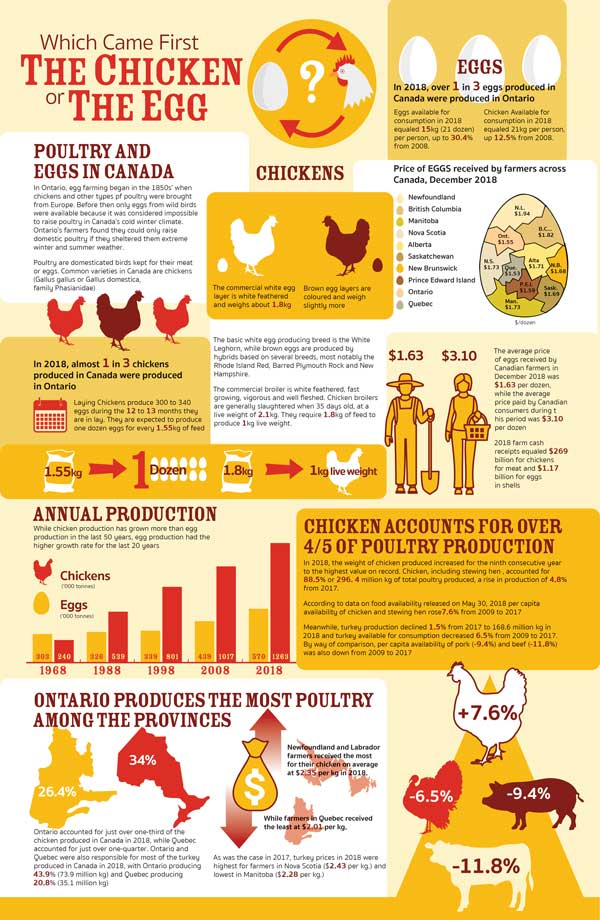 Which Came First
THE CHICKEN
or THE EGG
?
EGGS
In 2018, over 1 in 3 eggs produced in
Canada were produced in Ontario
Eggs available for
consumption in 2018
equaled 15kg (21 dozen)
per person, up to 30.4%
from 2008.
Chicken Available for
consumption in 2018
equaled 21kg per person,
up 12.5% from 2008.
POULTRY AND
EGGS IN CANADA
In Ontario, egg farming began in the 1850s' when
chickens and other types of poultry were brought
from Europe. Before then only eggs from wild birds
were available because it was considered impossible
to raise poultry in Canada's cold winter climate.
Ontario's farmers found they could only raise
domestic poultry if they sheltered them extreme
winter and summer weather.
Poultry are domesticated birds kept for their meat
or eggs. Common varieties in Canada are chickens
(Gallus gallus or Gallus domestica,
family Phasianidae)
CHICKENS
The commercial white egg
layer is white feathered
and weighs about 1.8kg
Brown egg layers are
coloured and weigh
slightly more
Price of EGGS received by farmers across
Canada, December 2018
Newfoundland
British Columbia
Manitoba
Nova Scotia
Alberta
Saskatchewan
New Brunswick
Prince Edward Island
Ontario
Quebec
N.L.
$1.94
B.C..
$1.82
Ont.
$1.55
N.S.
$1.73
Que.
$1.53
Alta
$1.71
N.B.
$1.68
P.E.I.
$1.59
Sask.
$1.69
Man.
$1.73
$/dozen
In 2018, almost 1 in 3 chickens
produced in Canada were produced
in Ontario
Laying Chickens produce 300 to 340
eggs during the 12 to 13 months they
are in lay. They are expected to produce
one dozen eggs for every 1.55kg of feed
The basic white egg producing breed is the White
Leghorn, while brown eggs are produced by
hybrids based on several breeds, most notably the
Rhode Island Red, Barred Plymouth Rock and New
Hampshire.
The commercial broiler is white feathered, fast
growing, vigorous and well fleshed. Chicken broilers
are generally slaughtered when 35 days old, at a
live weight of 2.1kg. They require 1.8kg of feed to
produce 1kg live weight.
$1.63
$3.10
The average price
of eggs received by
Canadian farmers in
December 2018 was
$1.63 per dozen,
while the average
price paid by Canadian
consumers during t
his period was $3.10
per dozen
2018 farm cash
receipts equaled $269
billion for chickens
for meat and $1.17
billion for eggs
in shells
1.55kg
1 Dozen
1.8kg
1kg live weight
ANNUAL PRODUCTION
While chicken production has grown more than egg
production in the last 50 years, egg production had the
higher growth rate for the last 20 years
Chickens
('000 tonnes)
Eggs
('000 tonnes)
303 240
326 539
339 801
439 1017
570 1263
1968 1988 1998 2008 2018
CHICKEN ACCOUNTS FOR OVER
4/5 OF POULTRY PRODUCTION
In 2018, the weight of chicken produced increased for the ninth consecutive year
to the highest value on record. Chicken, including stewing hen , accounted for
88.5% or 296. 4 million kg of total poultry produced, a rise in production of 4,8%
from 2017.
According to data on food availability released on May 30, 2018 per capita
availability of chicken and stewing hen rose7.6% from 2009 to 2017
Meanwhile, turkey production declined 1.5% from 2017 to 168.6 million kg in
2018 and turkey available for consumption decreased 6.5% from 2009 to 2017.
By way of comparison, per capita availability of pork (-9.4%) and beef (-11.8%)
was also down from 2009 to 2017
+7.6%
-6.5%
-9.4%
-11.8%
ONTARIO PRODUCES THE MOST POULTRY
AMONG THE PROVINCES
26.4%
34%
Ontario accounted for just over one-third of the
chicken produced in Canada in 2018, while Quebec
accounted for just over one-quarter. Ontario and
Quebec were also responsible for most of the turkey
produced in Canada in 2018, with Ontario producing
43.9% (73.9 million kg) and Quebec producing
20.8% (35.1 million kg)
$
Newfoundland and Labrador
farmers received the most
for their chicken on average
at $2.35 per kg in 2018.
While farmers in Quebec received
the least at $2.01 per kg.
As was the case in 2017, turkey prices in 2018 were
highest for farmers in Nova Scotia ($2.43 per kg.) and
lowest in Manitoba ($2.28 per kg.)